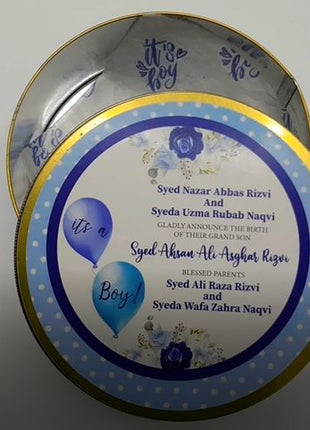 it's
boy
Syed Nazar Abbas Rizvi
And
Syeda Uzma Rubab Naqvi
GLADLY ANNOUNCE THE BIRTH
OF THEIR GRAND SON
Syed Ahsan Ali Asghar Rizvi
BLESSED PARENTS
Syed Ali Raza Rizvi
and
Syeda Wafa Zahra Naqvi
it's a
Boy!